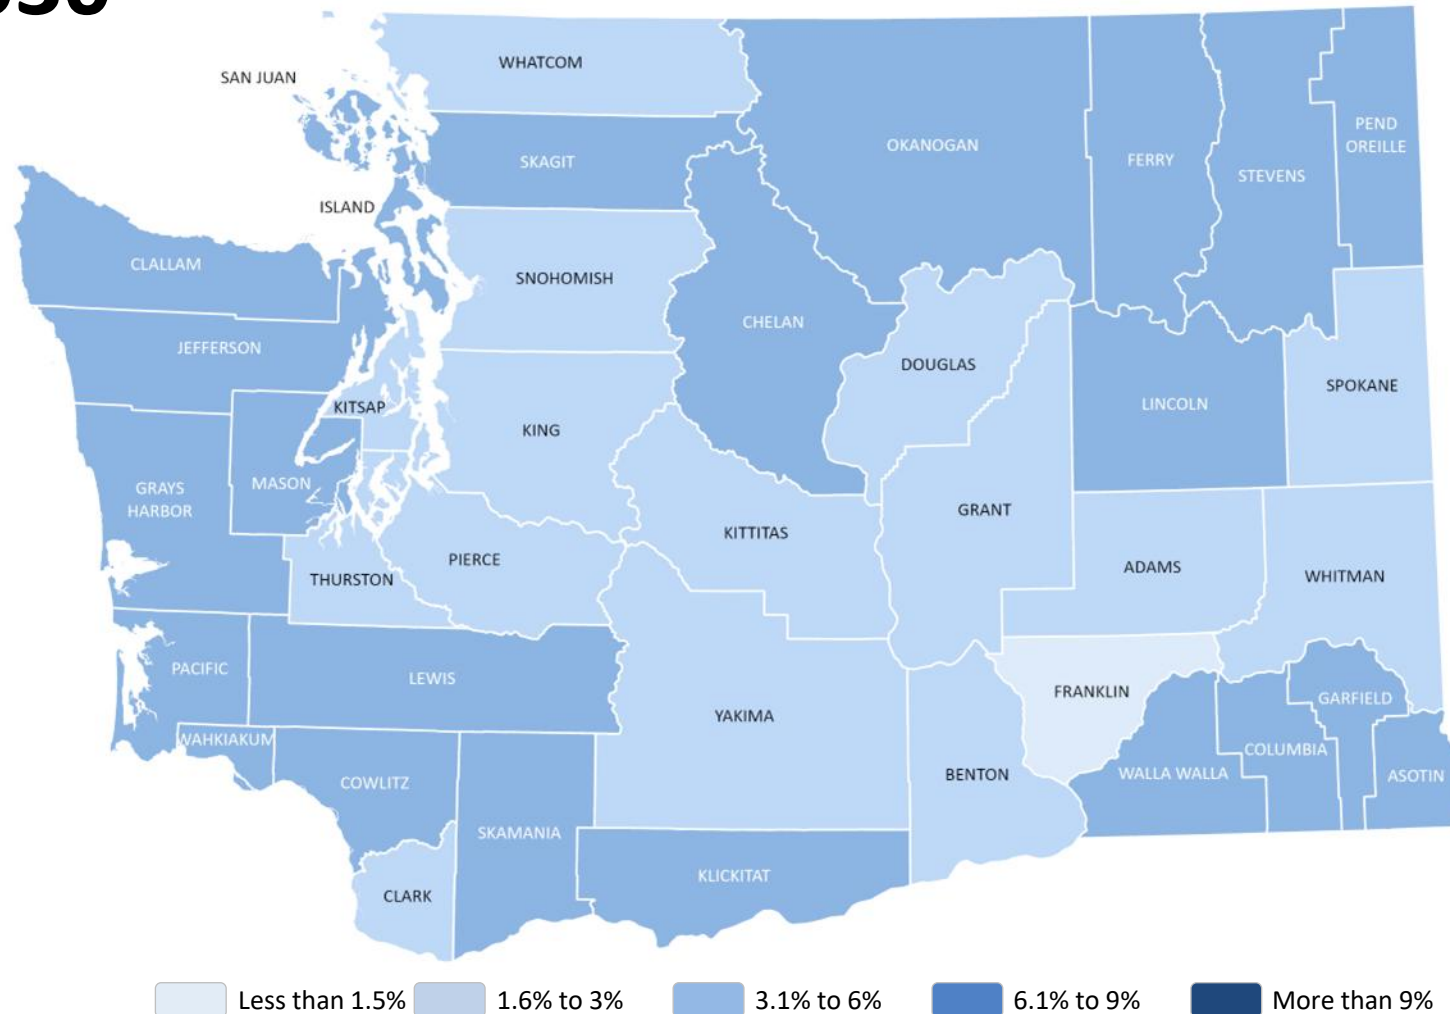 WHATCOM
SAN JUAN
SKAGIT
OKANOGAN
FERRY
STEVENS
PEND
OREILLE
ISLAND
CLALLAM
SNOHOMISH
CHELAN
JEFFERSON
DOUGLAS
LINCOLN
SPOKANE
KITSAP
KING
GRAYS
HARBOR
MASON
GRANT
KITTITAS
PIERCE
THURSTON
ADAMS
WHITMAN
PACIFIC
LEWIS
YAKIMA
FRANKLIN
GARFIELD
WAHKIAKUM
COWLITZ
SKAMANIA
BENTON
WALLA WALLA
COLUMBIA
ASOTIN
CLARK
KLICKITAT
Less than 1.5%
1.6% to 3%
3.1% to 6%
6.1% to 9%
More than 9%